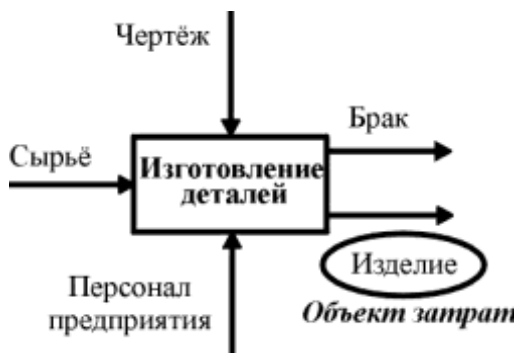 Чертёж
Брак
Сырьё
Изготовление
деталей
Изделие
Персонал
предприятия
Объект затрат